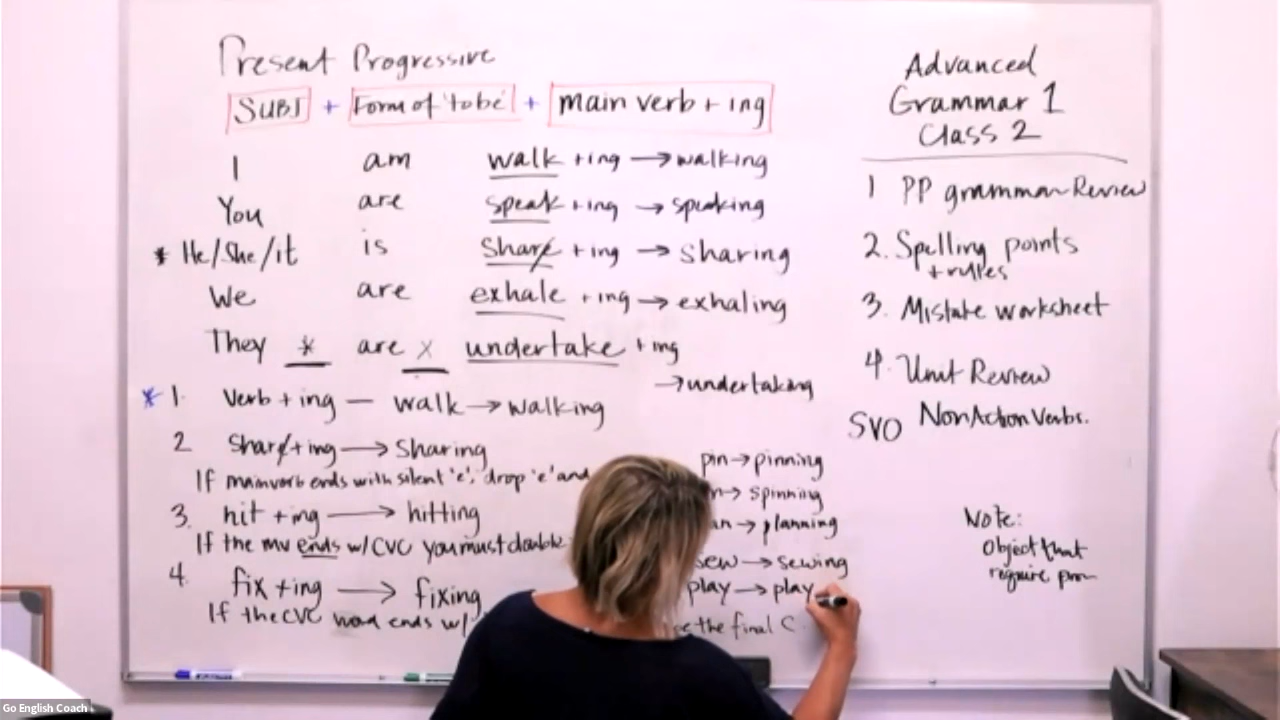 Present Progressive
SUBJ + Form of 'to be' + main verb + ing
I am walk + ing → walking
You are speak + ing → speaking
* He/She/it is Share + ing → sharing
We are exhale + ing → exhaling
They * are x undertake + ing
→ undertaking
* 1. Verb + ing – walk → walking
2 share + ing → sharing
If main verb ends with silent 'e', drop 'e' and
3. hit + ing → hitting
If the mv ends w/ CVC you must double
4. fix + ing → fixing
If the CVC word ends w/
pin → pinning
→ spinning
→ planning
sew → sewing
play → play
the final C
Advanced
Grammar 1
Class 2
1 PP grammar Review
2. Spelling points
+ rules
3. Mistake worksheet
4. Unit Review
SVO NonAction Verbs.
Note:
Object that
require
Go English Coach